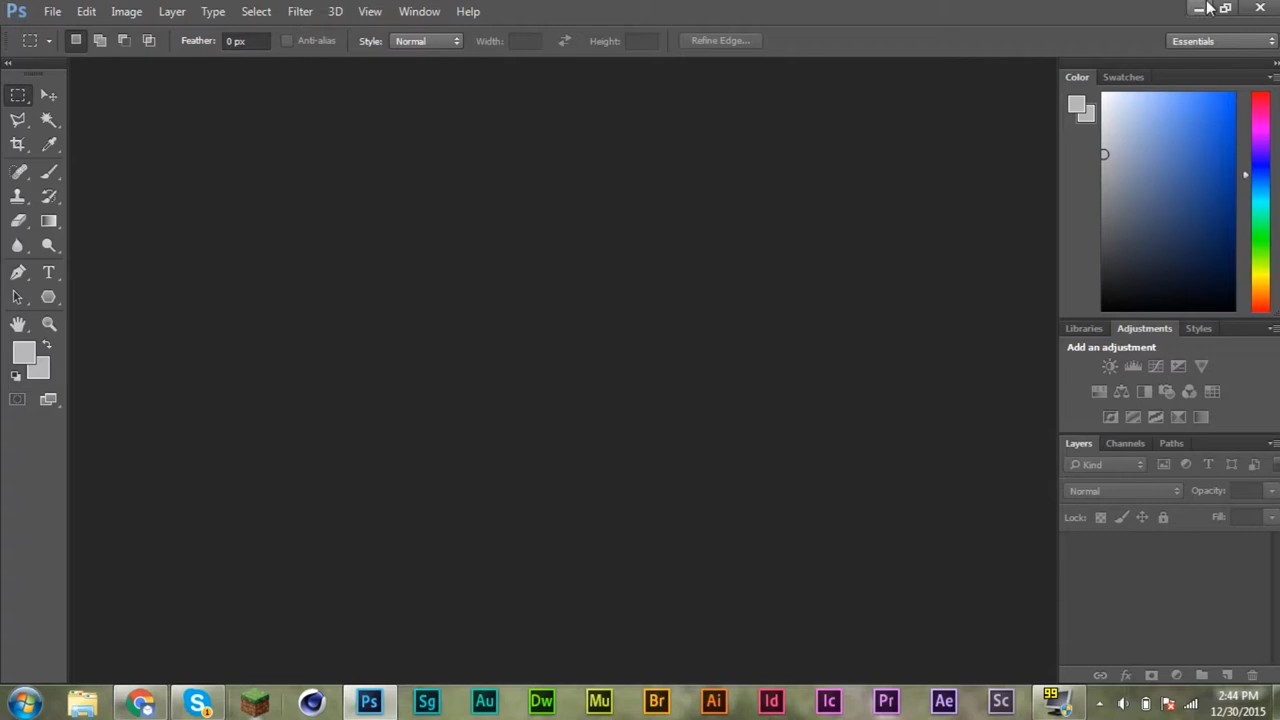 Ps File Edit Image Layer Type Select Filter 3D View Window Help
Feather: 0 px Anti-alias Style: Normal Width: Height: Refine Edge... Essentials
Color Swatches
T
Libraries Adjustments Styles
Add an adjustment
Layers Channels Paths
Kind T
Normal Opacity:
Lock: Fill:
S 1 Ps Sg Au Dw Mu Br Ai Id Ic Pr Ae Sc 99 2:44 PM
12/30/2015